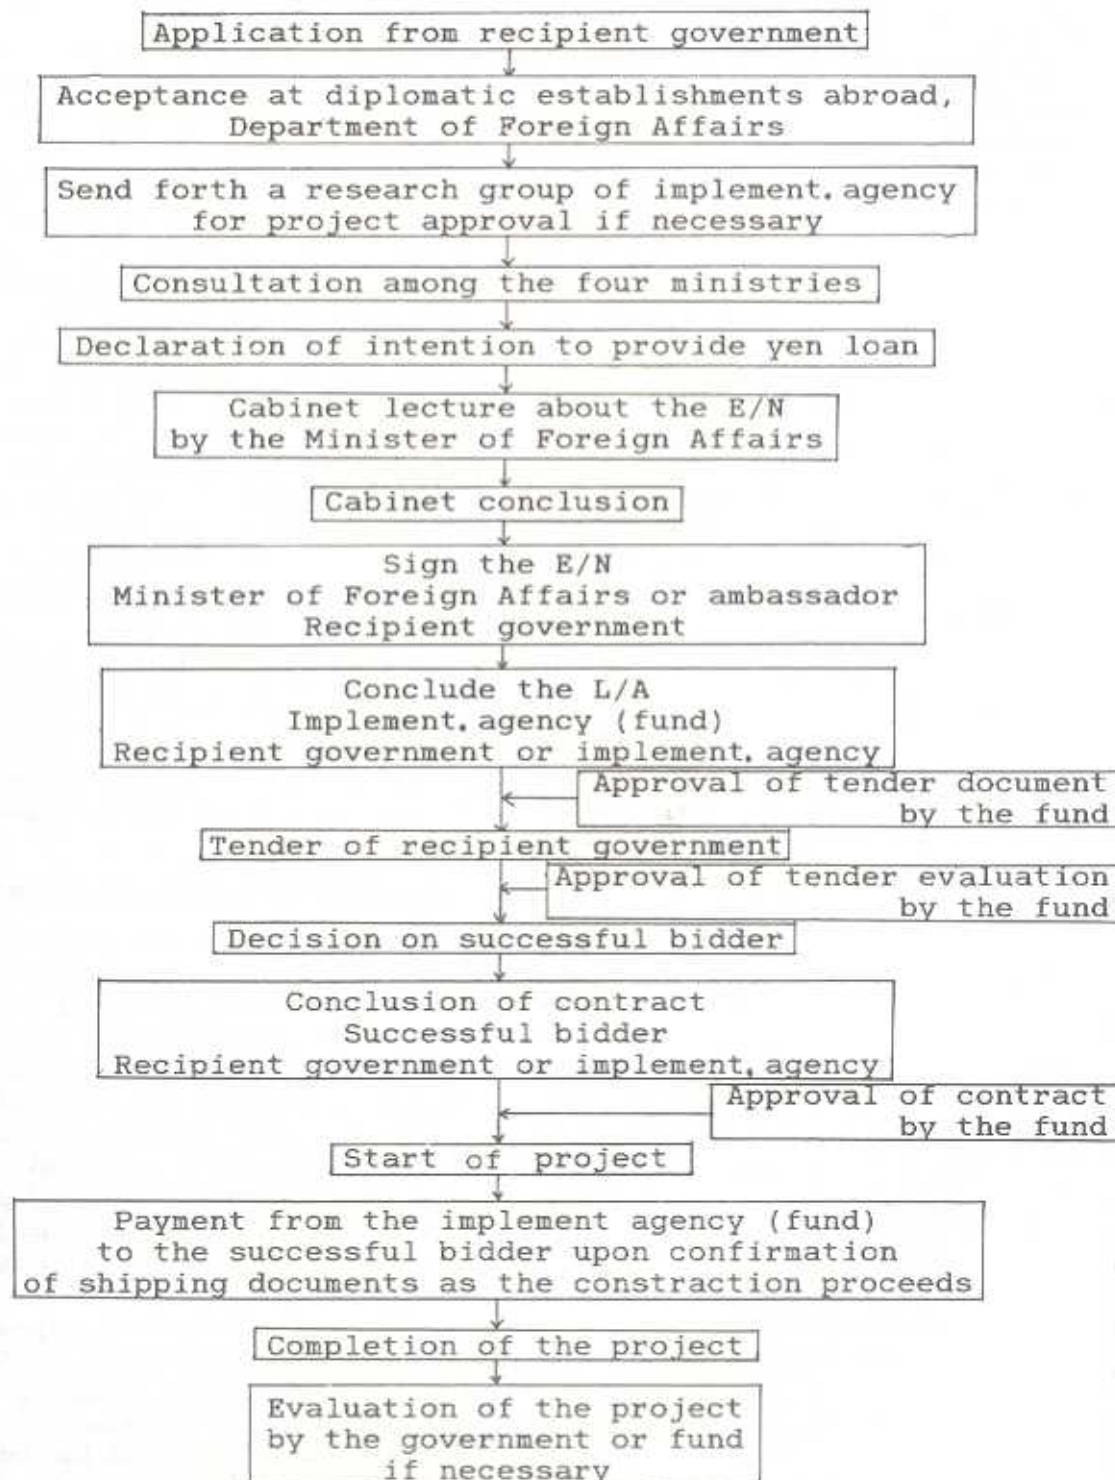 Application from recipient government
Acceptance at diplomatic establishments abroad,
Department of Foreign Affairs
Send forth a research group of implement. agency
for project approval if necessary
Consultation among the four ministries
Declaration of intention to provide yen loan
Cabinet lecture about the E/N
by the Minister of Foreign Affairs
Cabinet conclusion
Sign the E/N
Minister of Foreign Affairs or ambassador
Recipient government
Conclude the L/A
Implement. agency (fund)
Recipient government or implement. agency
Approval of tender document
by the fund
Tender of recipient government
Approval of tender evaluation
by the fund
Decision on successful bidder
Conclusion of contract
Successful bidder
Recipient government or implement. agency
Approval of contract
by the fund
Start of project
Payment from the implement agency (fund)
to the successful bidder upon confirmation
of shipping documents as the constraction proceeds
Completion of the project
Evaluation of the project
by the government or fund
if necessary